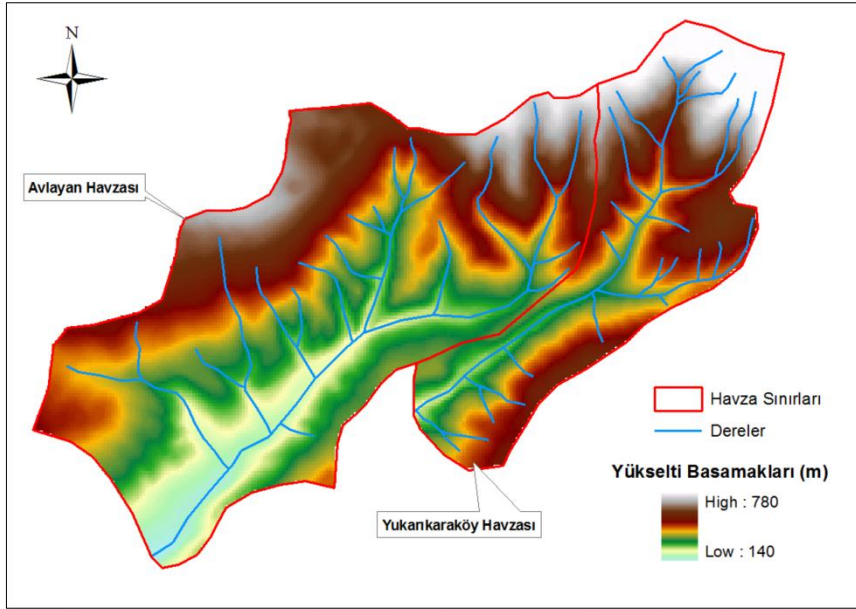 N
Avlayan Havzası
Havza Sınırları
Dereler
Yükselti Basamakları (m)
High : 780
Low : 140
Yukarıkaraköy Havzası